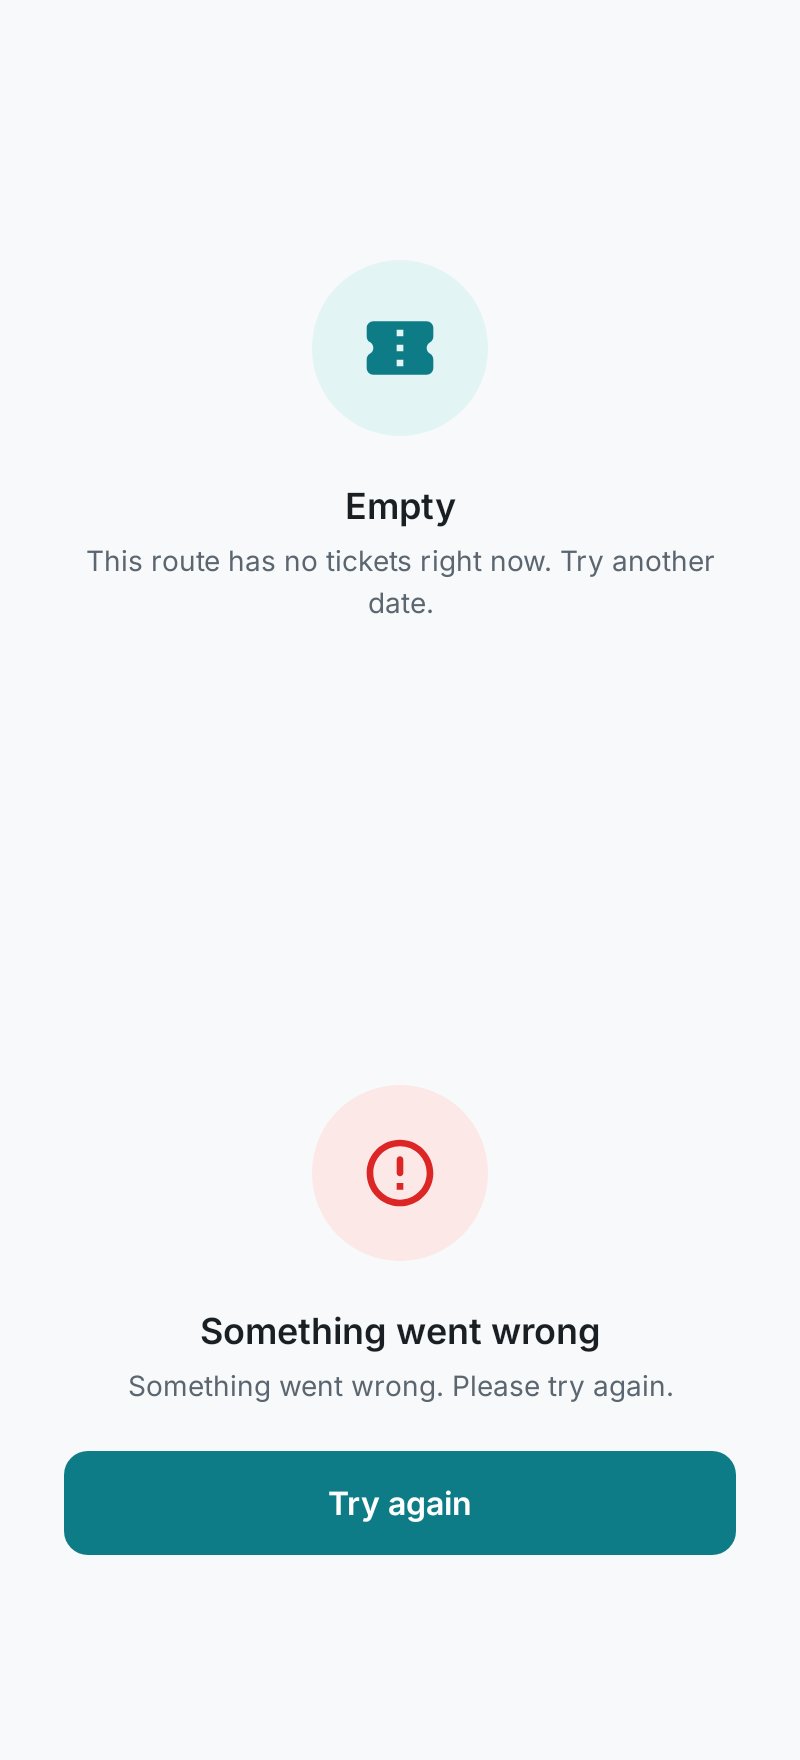 Empty
This route has no tickets right now. Try another
date.
Something went wrong
Something went wrong. Please try again.
Try again